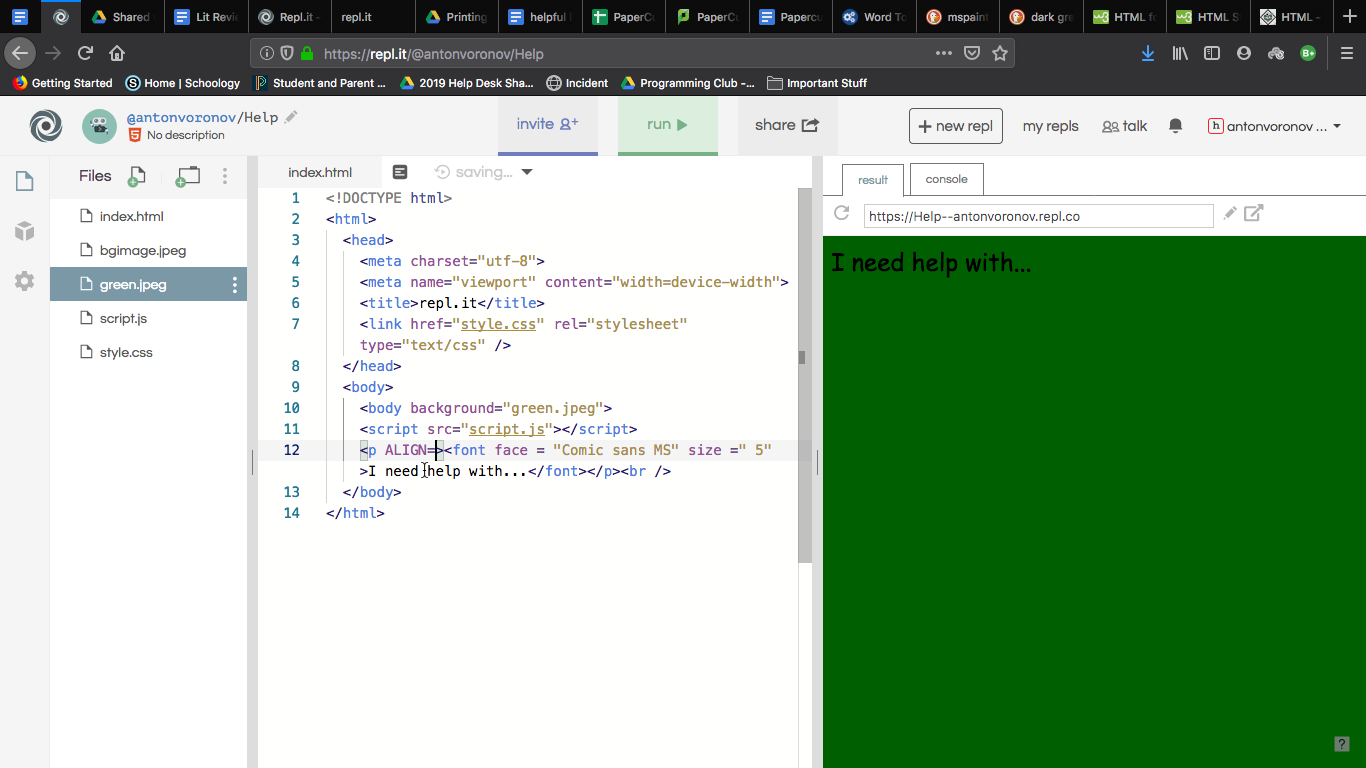 Shared
Lit Revi
Repl.it -
repl.it
Printing
helpful
PaperCu
PaperCu
Papercu
Word To
mspaint
dark gre
HTML fo
HTML S
HTML -
https://repl.it/@antonvoronov/Help
Getting Started
Home | Schoology
Student and Parent ...
2019 Help Desk Sha...
Incident
Programming Club -...
Important Stuff
@antonvoronov/Help
No description
invite
run
share
+ new repl
my repls
talk
h antonvoronov ...
Files
index.html
bgimage.jpeg
green.jpeg
script.js
style.css
index.html
saving...
1 <!DOCTYPE html>
2 <html>
3 <head>
4 <meta charset="utf-8">
5 <meta name="viewport" content="width=device-width">
6 <title>repl.it</title>
7 <link href="style.css" rel="stylesheet"
type="text/css" />
8 </head>
9 <body>
10 <body background="green.jpeg">
11 <script src="script.js"></script>
12 <p ALIGN=><font face = "Comic sans MS" size =" 5"
>I need help with...</font></p><br />
13 </body>
14 </html>
result
console
https://Help--antonvoronov.repl.co
I need help with...
?